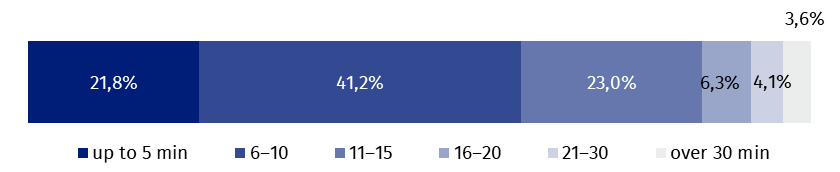 3,6%
21,8% 41,2% 23,0% 6,3% 4,1%
up to 5 min 6–10 11–15 16–20 21–30 over 30 min